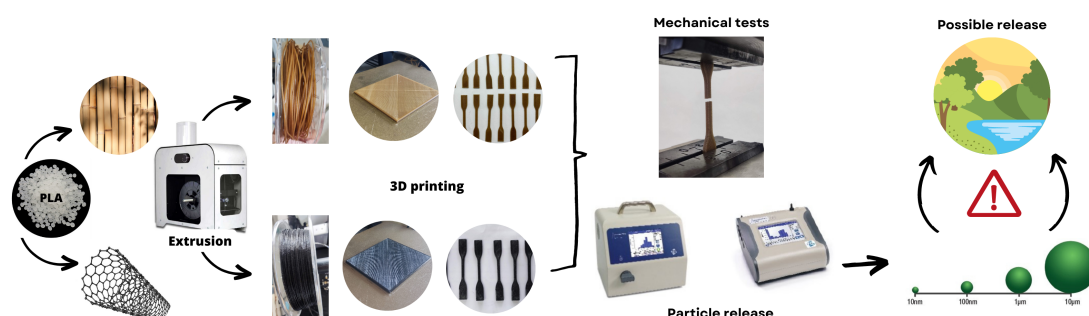 Mechanical tests
Possible release
PLA
3D printing
Extrusion
10nm
100nm
1µm
10µm
Particle release